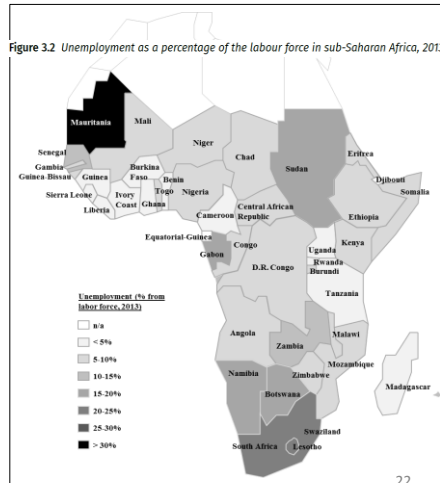 Figure 3.2 Unemployment as a percentage of the labour force in sub-Saharan Africa, 201
Mauritania
Mali
Niger
Chad
Sudan
Eritrea
Senegal
Gambia
Guinea-Bissau
Guinea
Burkina
Faso
Benin
Togo
Nigeria
Djibouti
Somalia
Sierra Leone
Ivory
Coast
Ghana
Liberia
Cameroon
Central African
Republic
Ethiopia
Equatorial-Guinea
Gabon
Congo
Uganda
Kenya
D.R. Congo
Rwanda
Burundi
Tanzania
Unemployment (% from
labor force, 2013)
n/a
< 5%
5-10%
10-15%
15-20%
20-25%
25-30%
> 30%
Angola
Zambia
Malawi
Mozambique
Zimbabwe
Madagascar
Namibia
Botswana
Swaziland
South Africa
Lesotho
22